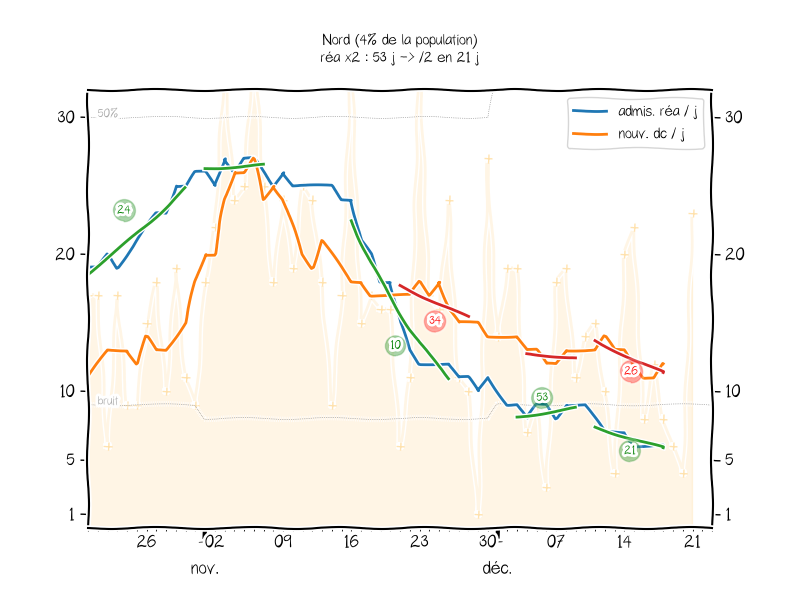 Nord (4% de la population)
réa x2 : 53 j -> /2 en 21 j
admis. réa / j
nouv. dc / j
50%
bruit
30
20
10
5
1
30
20
10
5
1
24
10
34
53
26
21
26 02 09 16 23 30 07 14 21
nov. déc.